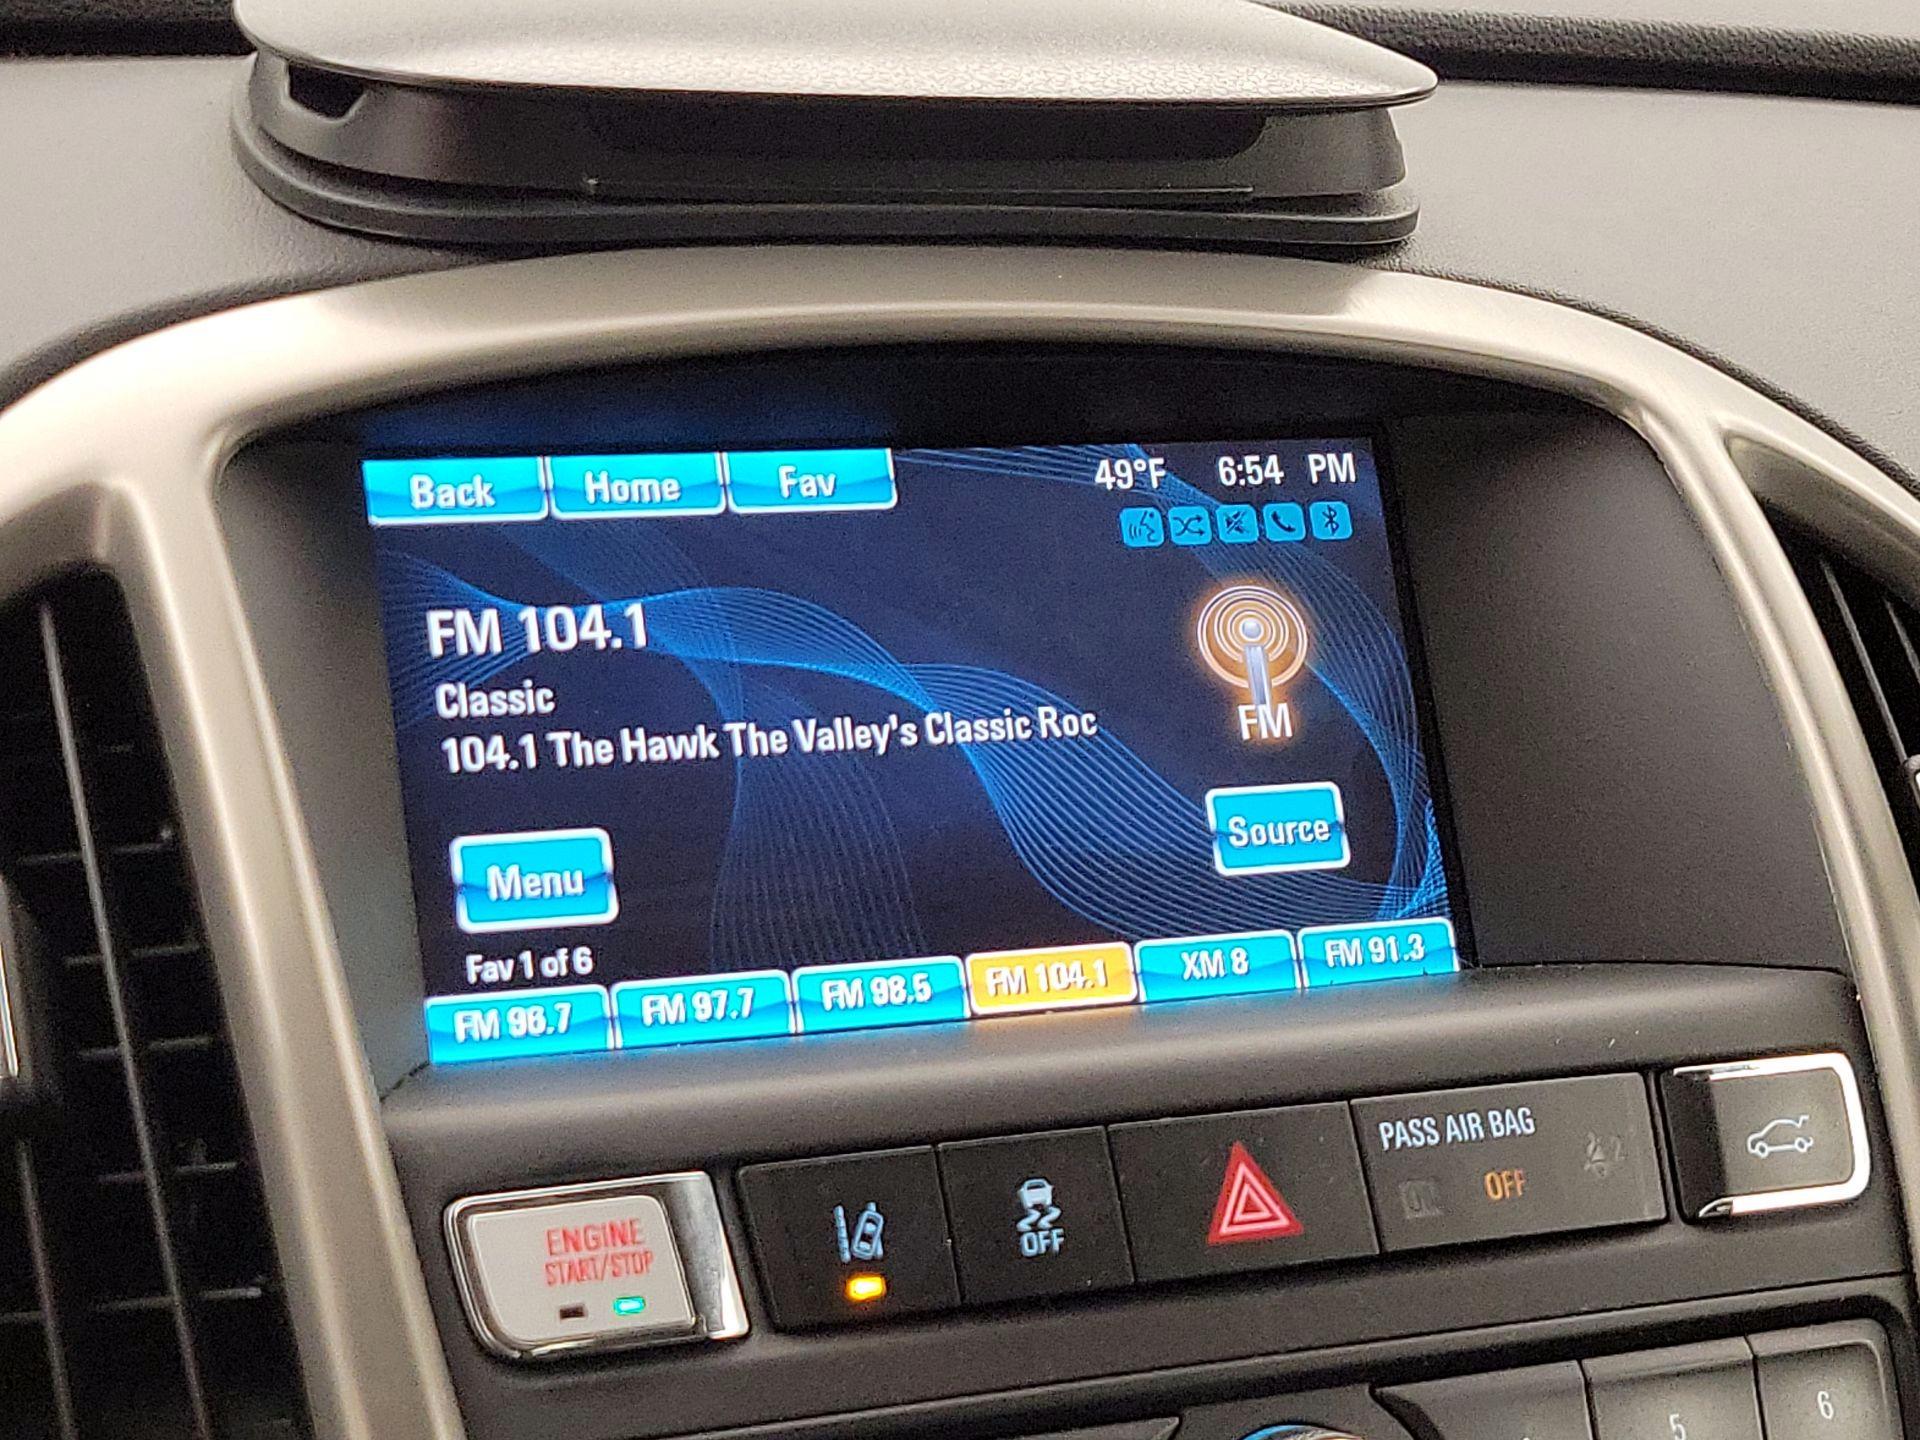 Back Home Fav 49°F 6:54 PM
FM 104.1
Classic
104.1 The Hawk The Valley's Classic Roc
FM
Source
Menu
Fav 1 of 6
FM 96.7 FM 97.7 FM 98.5 FM 104.1 XM 8 FM 91.3
PASS AIR BAG
OFF
ENGINE
START/STOP
OFF
5 6